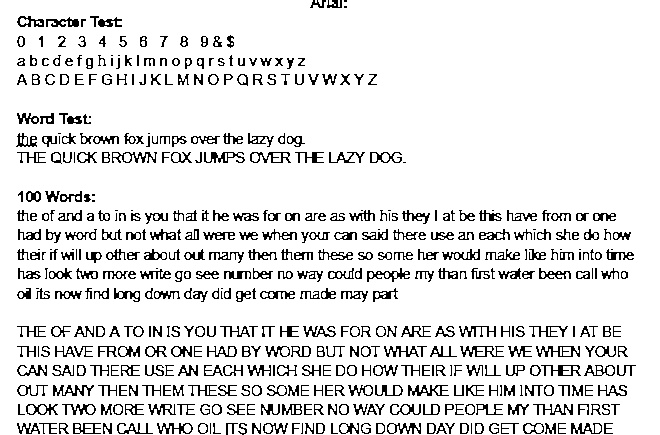 Arial:
Character Test:
0 1 2 3 4 5 6 7 8 9 & $
a b c d e f g h i j k l m n o p q r s t u v w x y z
A B C D E F G H I J K L M N O P Q R S T U V W X Y Z
Word Test:
the quick brown fox jumps over the lazy dog.
THE QUICK BROWN FOX JUMPS OVER THE LAZY DOG.
100 Words:
the of and a to in is you that it he was for on are as with his they I at be this have from or one
had by word but not what all were we when your can said there use an each which she do how
their if will up other about out many then them these so some her would make like him into time
has look two more write go see number no way could people my than first water been call who
oil its now find long down day did get come made may part
THE OF AND A TO IN IS YOU THAT IT HE WAS FOR ON ARE AS WITH HIS THEY I AT BE
THIS HAVE FROM OR ONE HAD BY WORD BUT NOT WHAT ALL WERE WE WHEN YOUR
CAN SAID THERE USE AN EACH WHICH SHE DO HOW THEIR IF WILL UP OTHER ABOUT
OUT MANY THEN THEM THESE SO SOME HER WOULD MAKE LIKE HIM INTO TIME HAS
LOOK TWO MORE WRITE GO SEE NUMBER NO WAY COULD PEOPLE MY THAN FIRST
WATER BEEN CALL WHO OIL ITS NOW FIND LONG DOWN DAY DID GET COME MADE